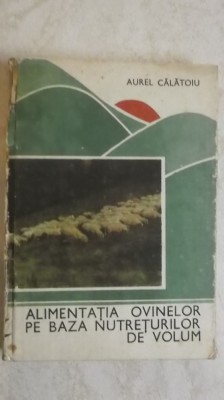 AUREL CĂLĂTOIU
ALIMENTAȚIA OVINELOR
PE BAZA NUTREȚURILOR
DE VOLUM